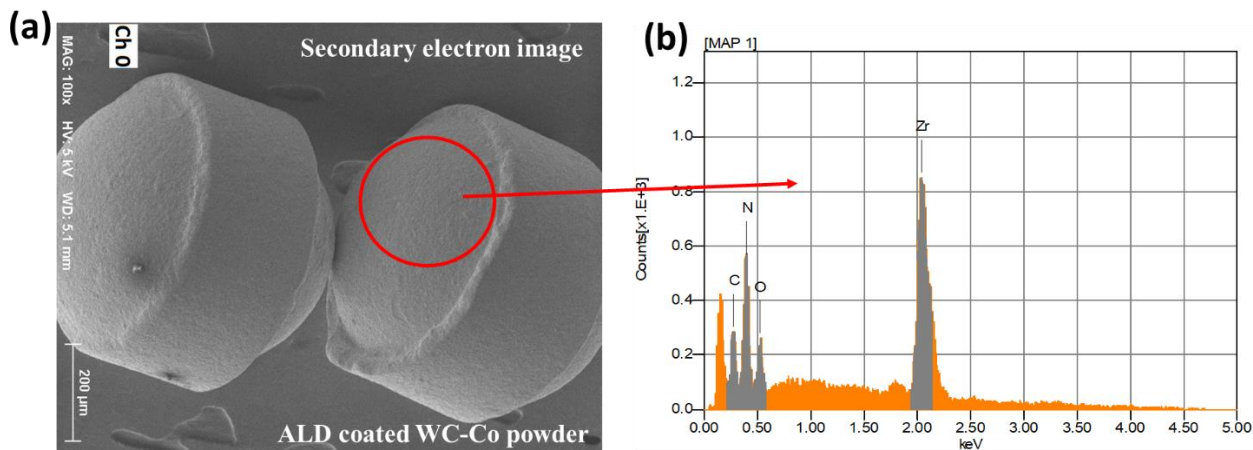 (a)
Ch 0
MAG: 100x HV: 5 kV WD: 5.1 mm
Secondary electron image
200 µm
ALD coated WC-Co powder
(b)
[MAP 1]
Counts[x1.E+3]
1.2
1.0
0.8
0.6
0.4
0.2
0.0
C
N
O
Zr
0.00 0.50 1.00 1.50 2.00 2.50 3.00 3.50 4.00 4.50 5.00
keV